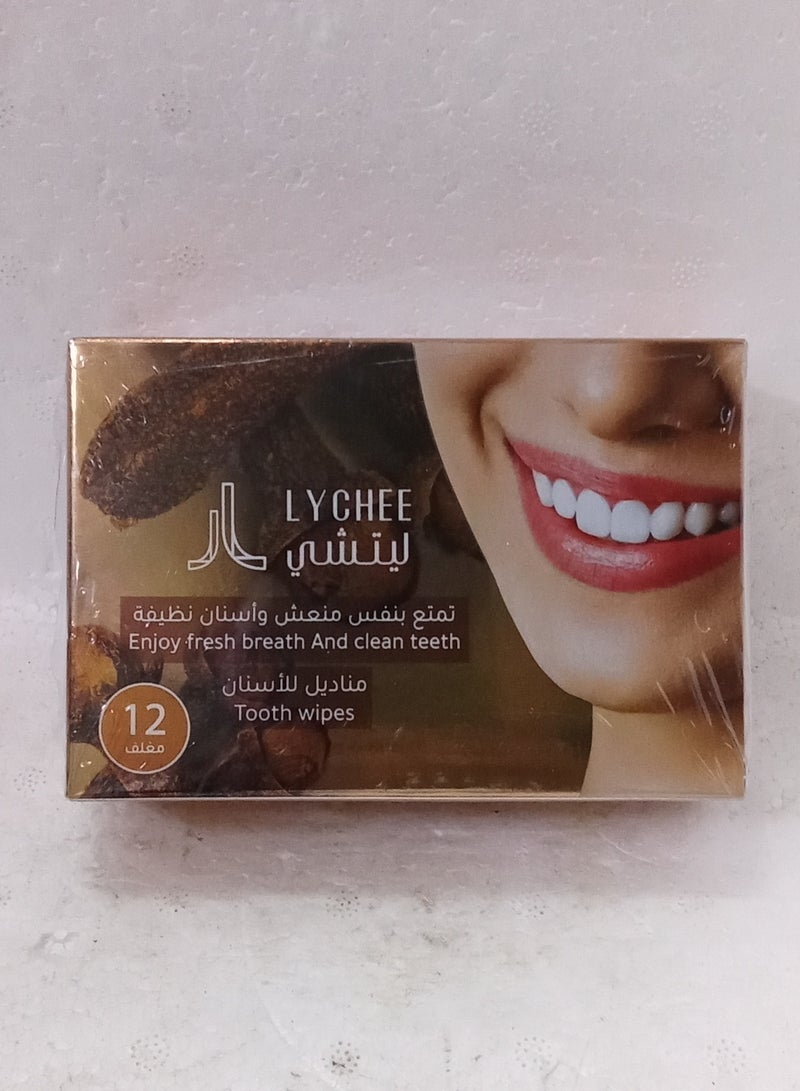 LYCHEE
ليتشي
تمتع بنفس منعش وأسنان نظيفة
Enjoy fresh breath And clean teeth
مناديل للأسنان
Tooth wipes
12
مغلف